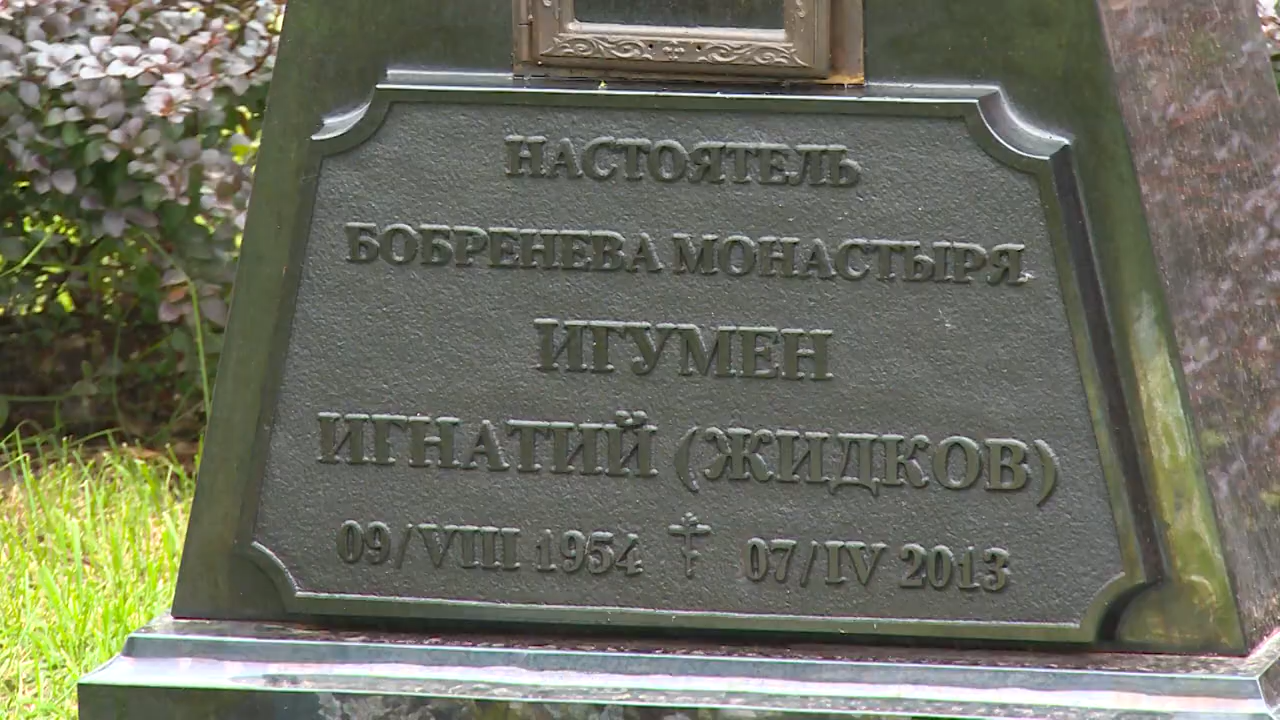 НАСТОЯТЕЛЬ
БОБРЕНЕВА МОНАСТЫРЯ
ИГУМЕН
ИГНАТИЙ (ЖИДКОВ)
09/VIII 1954 ☦ 07/IV 2013